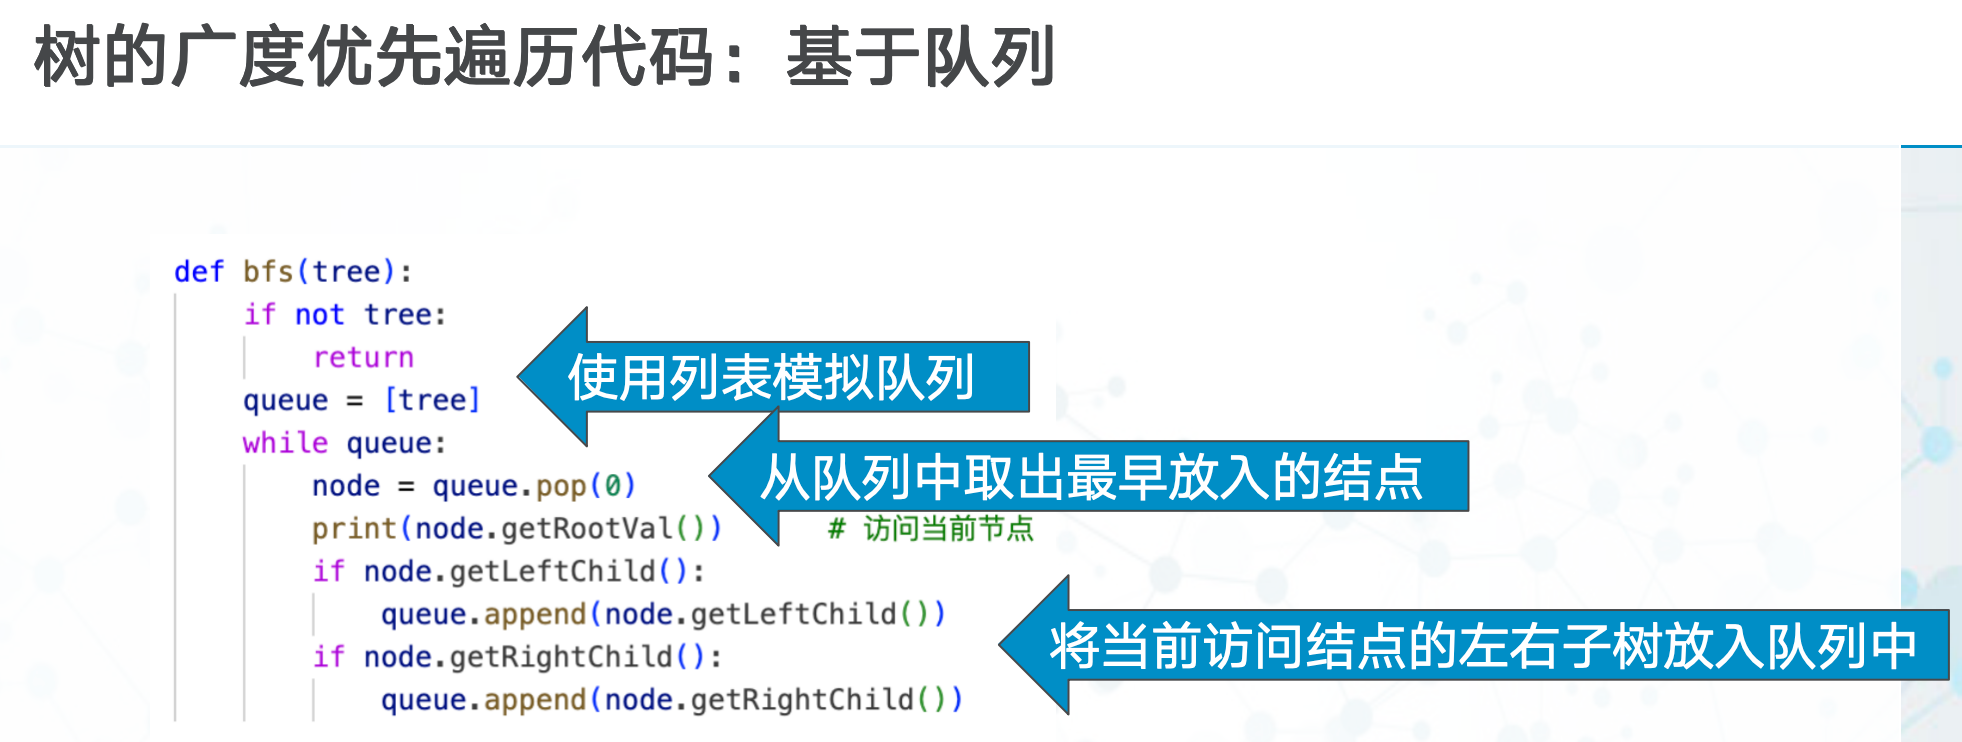 树的广度优先遍历代码：基于队列
def bfs(tree):
if not tree:
return
使用列表模拟队列
queue = [tree]
while queue:
从队列中取出最早放入的结点
node = queue.pop(0)
print(node.getRootVal()) # 访问当前节点
if node.getLeftChild():
queue.append(node.getLeftChild())
将当前访问结点的左右子树放入队列中
if node.getRightChild():
queue.append(node.getRightChild())